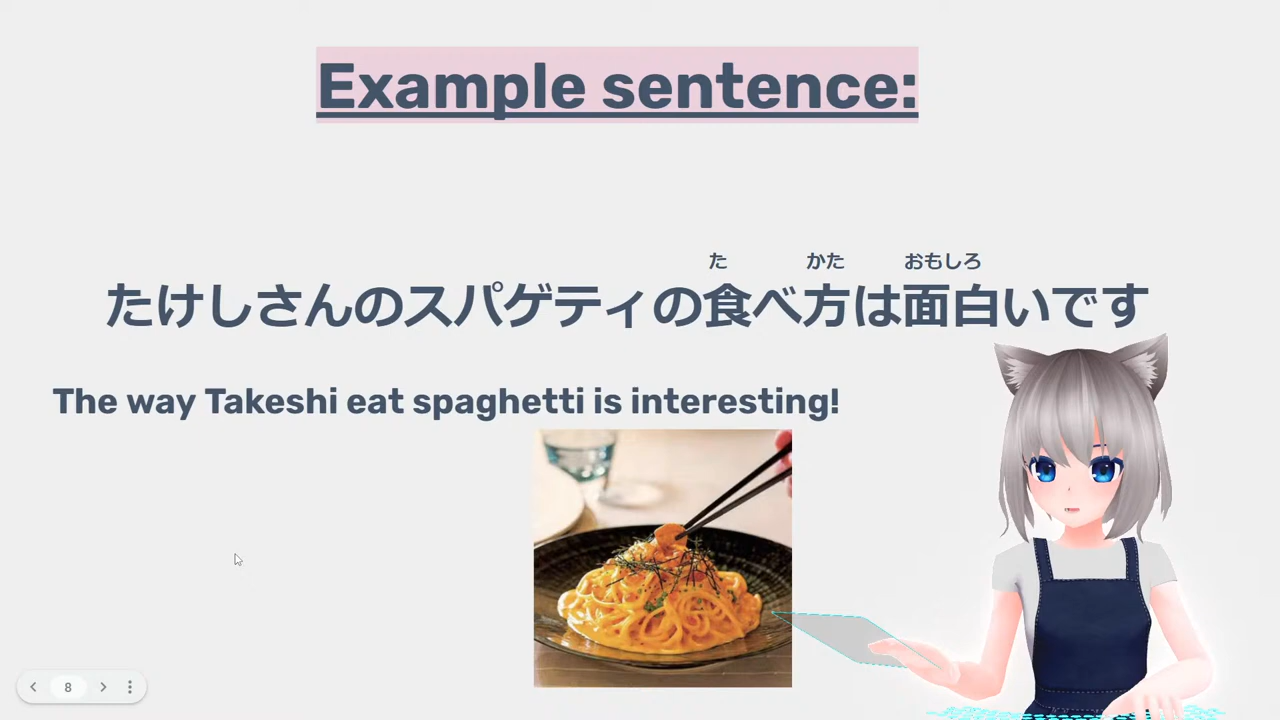 Example sentence:
た かた おもしろ
たけしさんのスパゲティの食べ方は面白いです
The way Takeshi eat spaghetti is interesting!
8